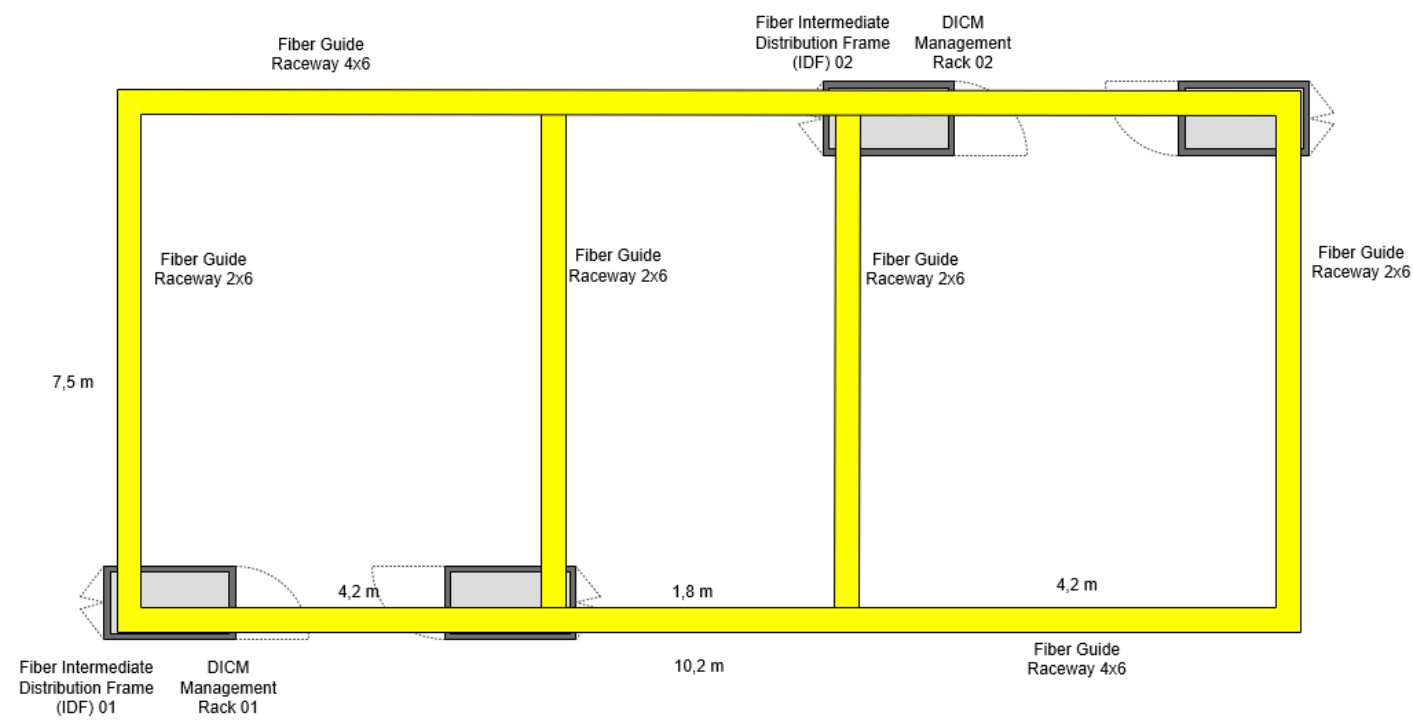 Fiber Guide
Raceway 4x6
Fiber Intermediate
Distribution Frame
(IDF) 02
DICM
Management
Rack 02
Fiber Guide
Raceway 2x6
Fiber Guide
Raceway 2x6
Fiber Guide
Raceway 2x6
Fiber Guide
Raceway 2x6
7,5 m
4,2 m
1,8 m
4,2 m
10,2 m
Fiber Guide
Raceway 4x6
Fiber Intermediate
Distribution Frame
(IDF) 01
DICM
Management
Rack 01